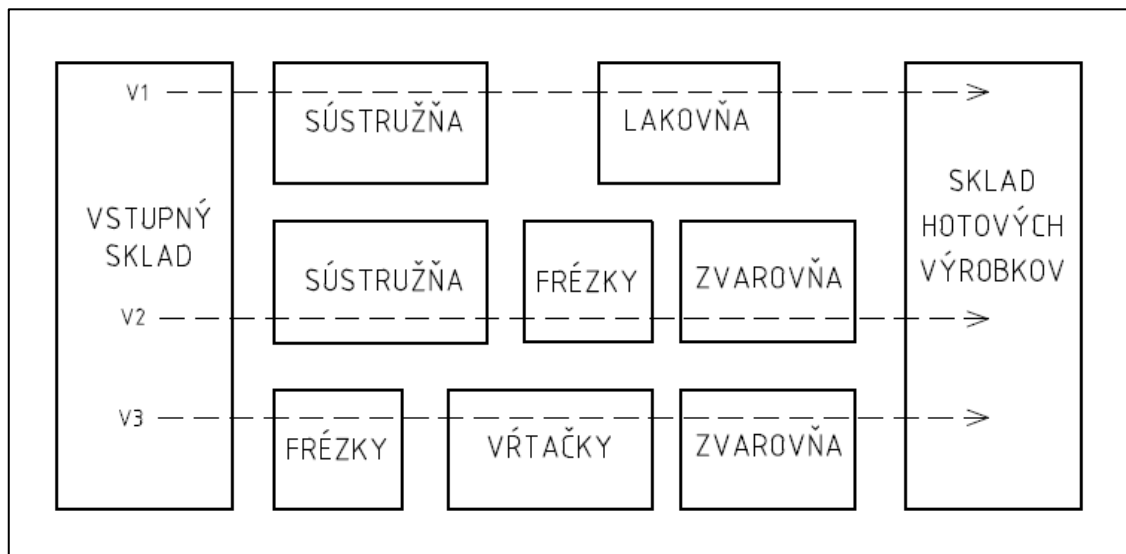 V1
SÚSTRUŽŇA
LAKOVŇA
VSTUPNÝ
SKLAD
SKLAD
HOTOVÝCH
VÝROBKOV
SÚSTRUŽŇA
FRÉZKY
ZVAROVŇA
V2
V3
FRÉZKY
VŔTAČKY
ZVAROVŇA